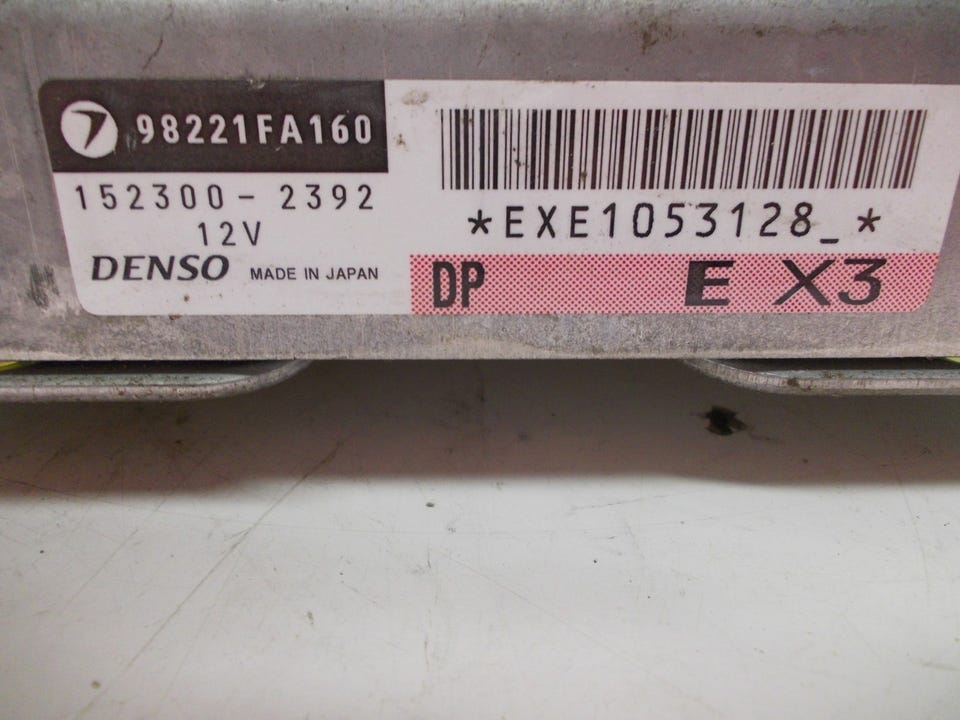 98221FA160
152300-2392
12V
DENSO MADE IN JAPAN
*EXE1053128_*
DP E X3